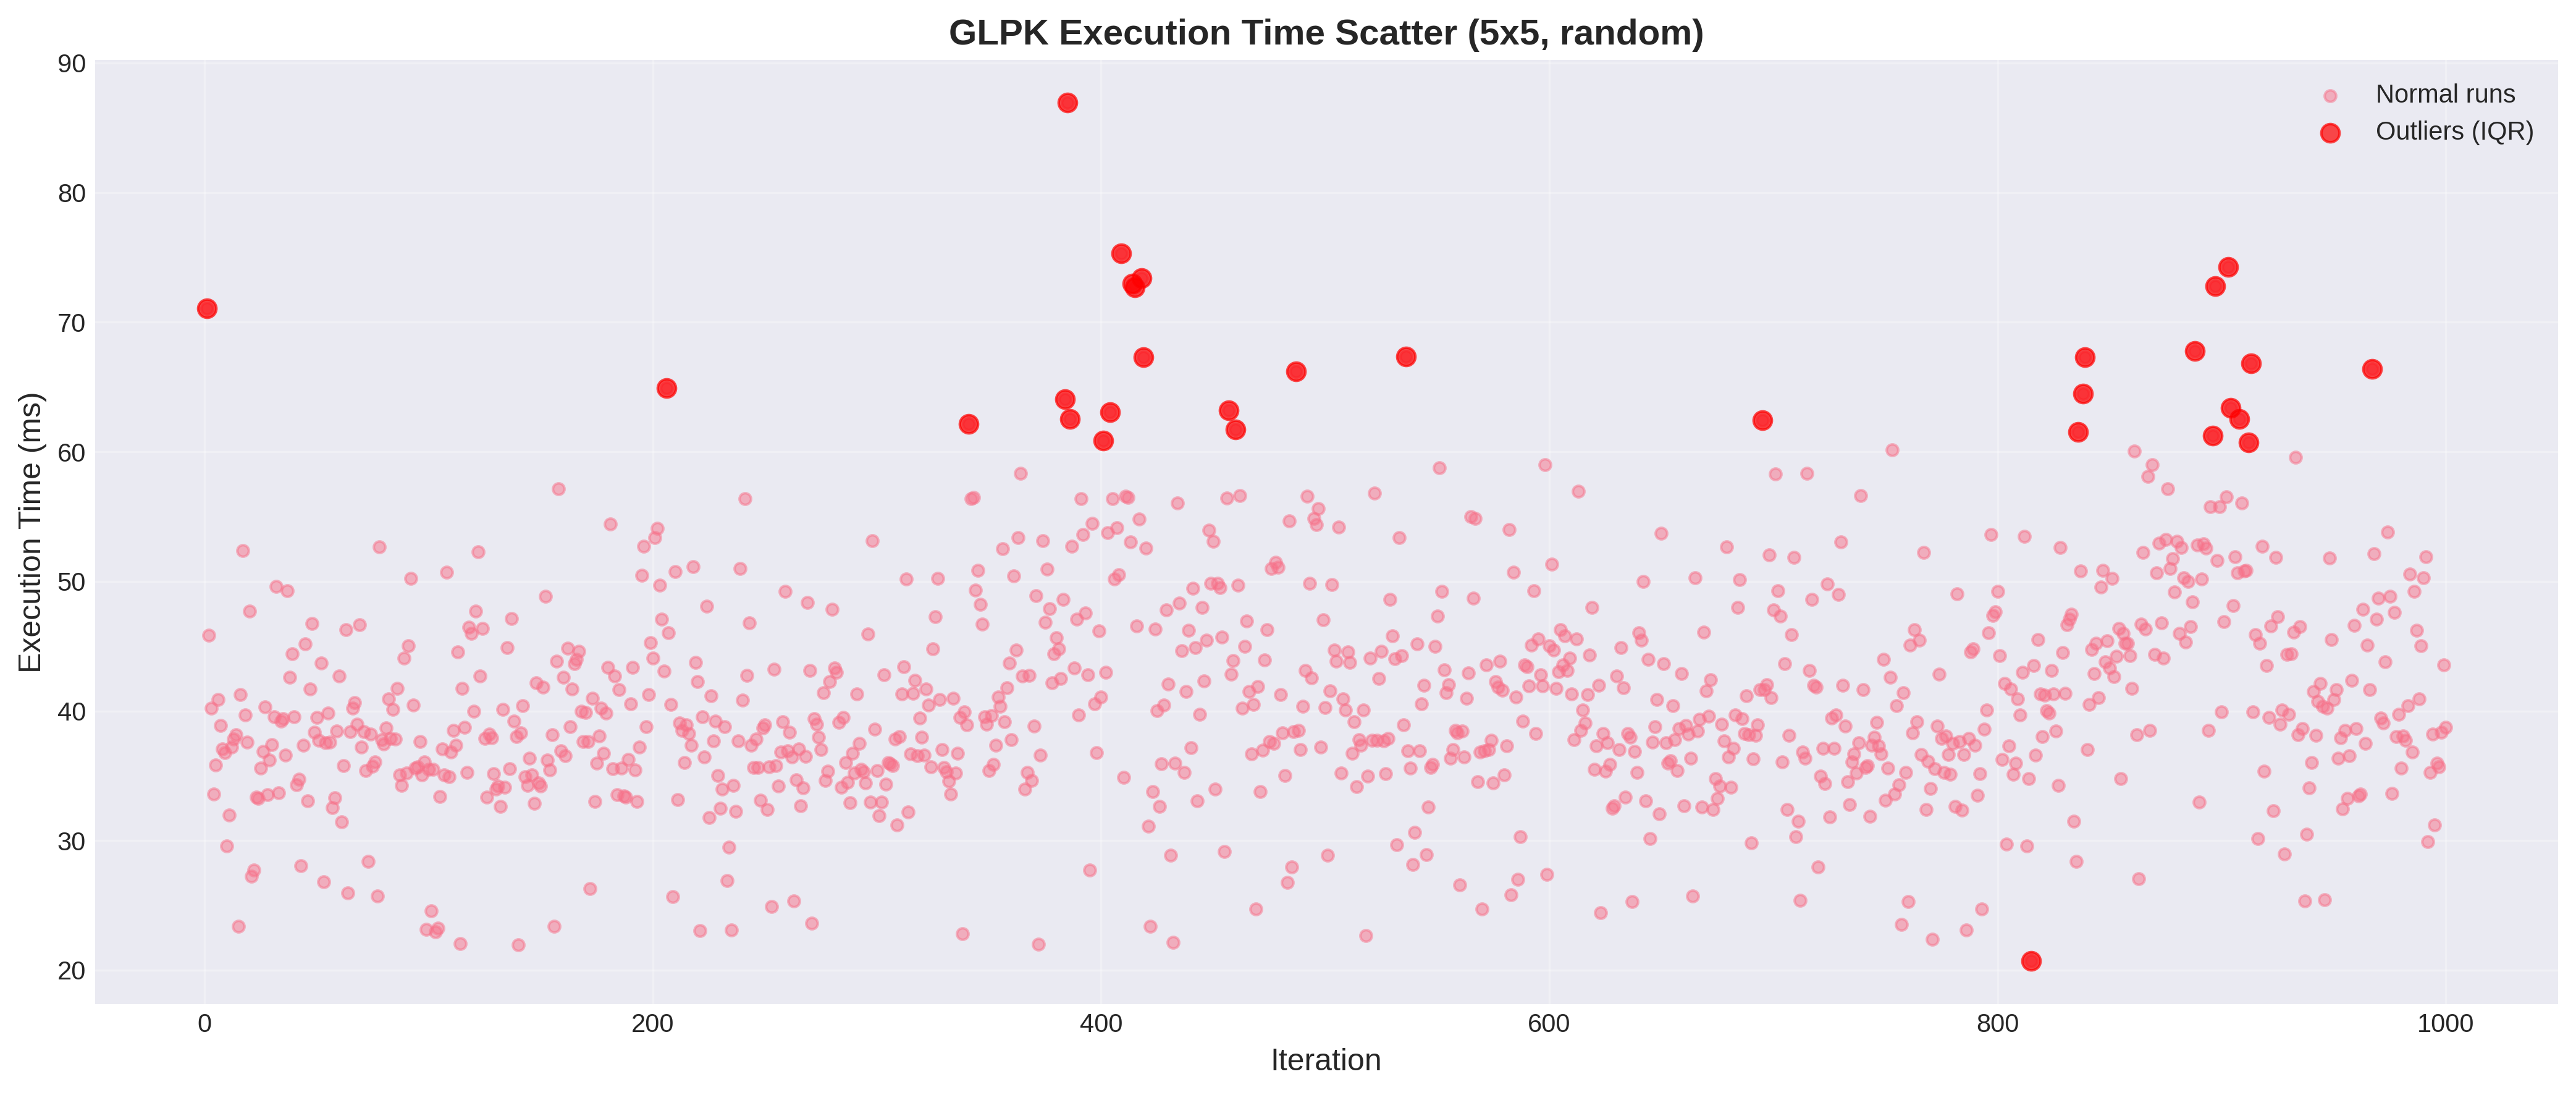 GLPK Execution Time Scatter (5x5, random)
Normal runs
Outliers (IQR)
Execution Time (ms)
90
80
70
60
50
40
30
20
0
200
400
600
800
1000
Iteration